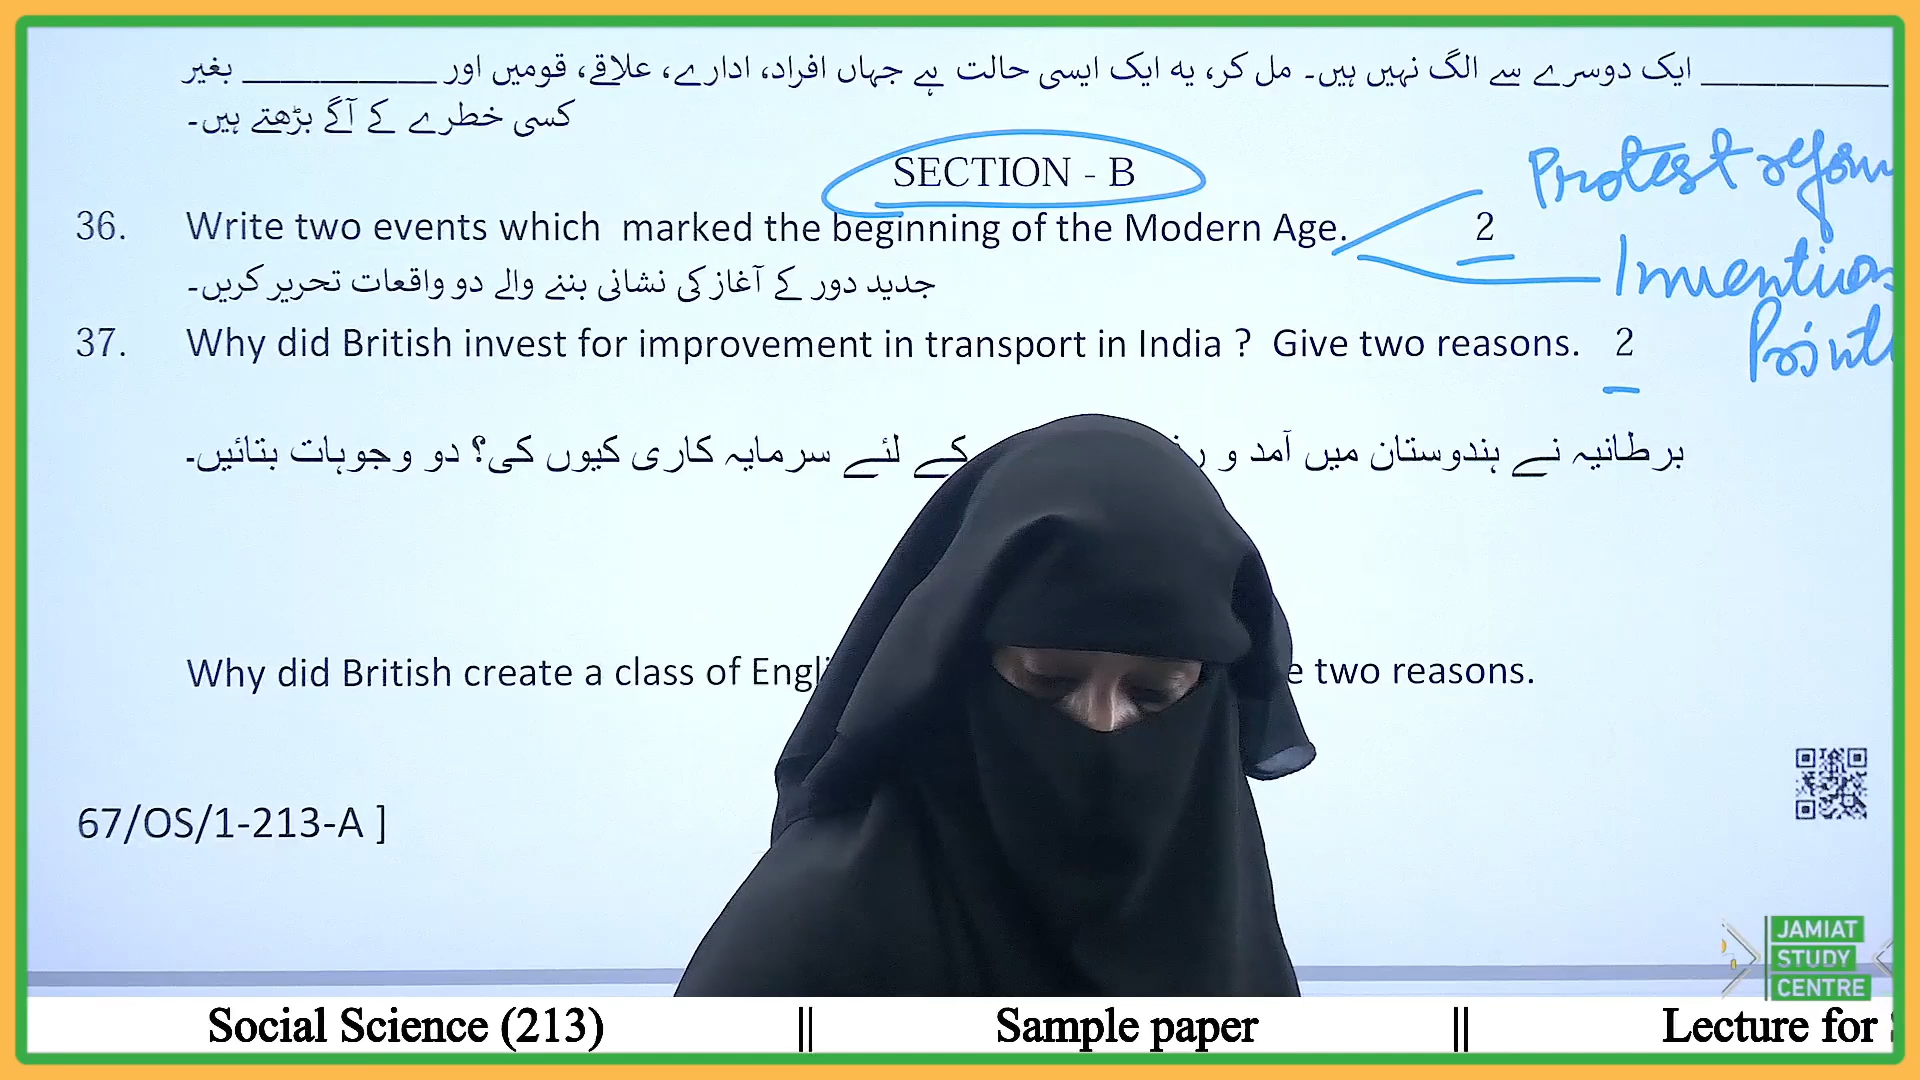 _________ ایک دوسرے سے الگ نہیں ہیں۔ مل کر، یہ ایک ایسی حالت ہے جہاں افراد، ادارے، علاقے، قومیں اور _________ بغیر
کسی خطرے کے آگے بڑھتے ہیں۔
SECTION - B
Protest reform
36. Write two events which marked the beginning of the Modern Age. 2
Invention
جدید دور کے آغاز کی نشانی بننے والے دو واقعات تحریر کریں۔
37. Why did British invest for improvement in transport in India ? Give two reasons. 2
برطانیہ نے ہندوستان میں آمد و کے لئے سرمایہ کاری کیوں کی؟ دو وجوہات بتائیں۔
Why did British create a class of two reasons.
67/OS/1-213-A ]
JAMIAT
STUDY
CENTRE
Social Science (213) || Sample paper || Lecture for